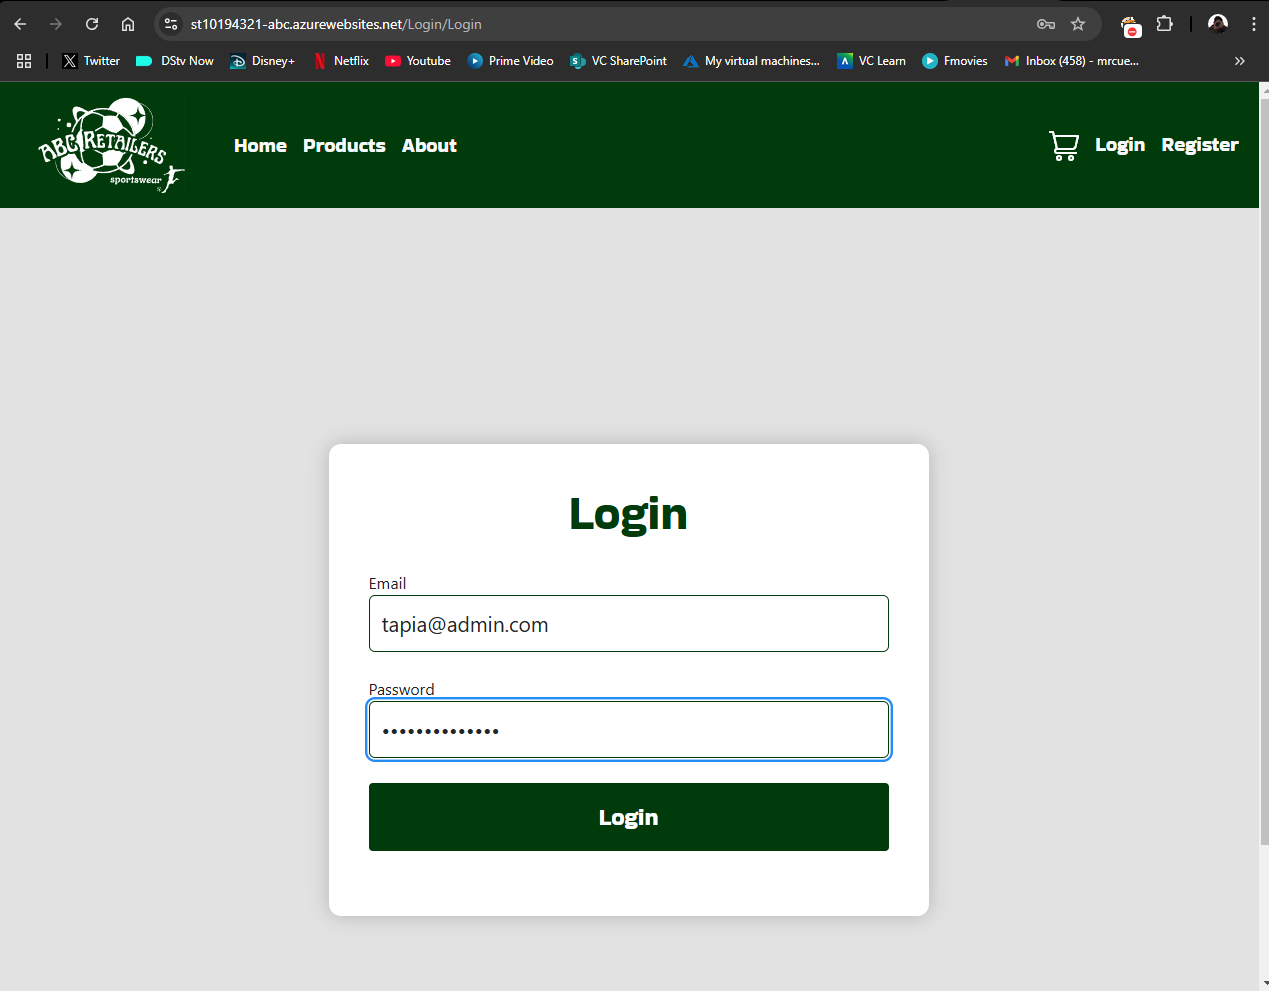 st10194321-abc.azurewebsites.net/Login/Login
Twitter DStv Now Disney+ Netflix Youtube Prime Video VC SharePoint My virtual machines... VC Learn Fmovies Inbox (458) - mrcue...
ABC RETAILERS
sportswear
Home Products About
Login Register
Login
Email
tapia@admin.com
Password
••••••••••••••
Login